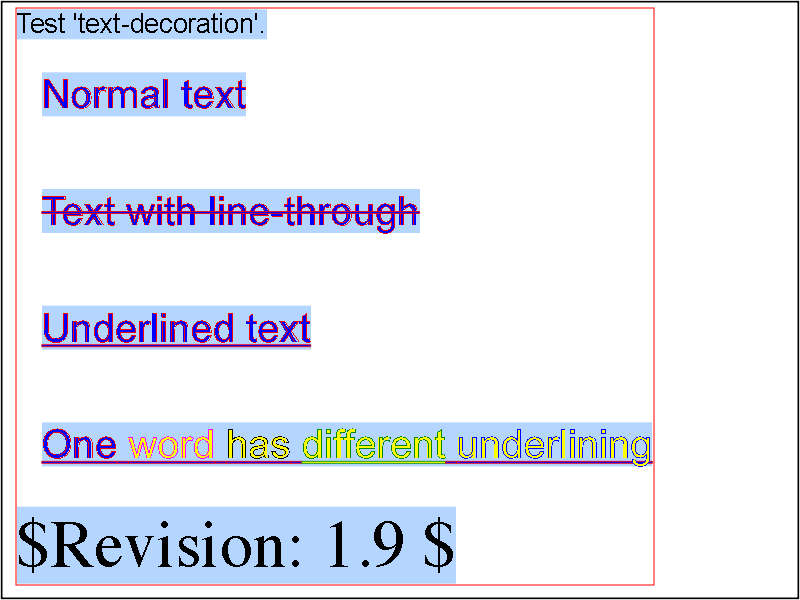 Test 'text-decoration'.
Normal text
Text with line-through
Underlined text
One word has different underlining
$Revision: 1.9 $